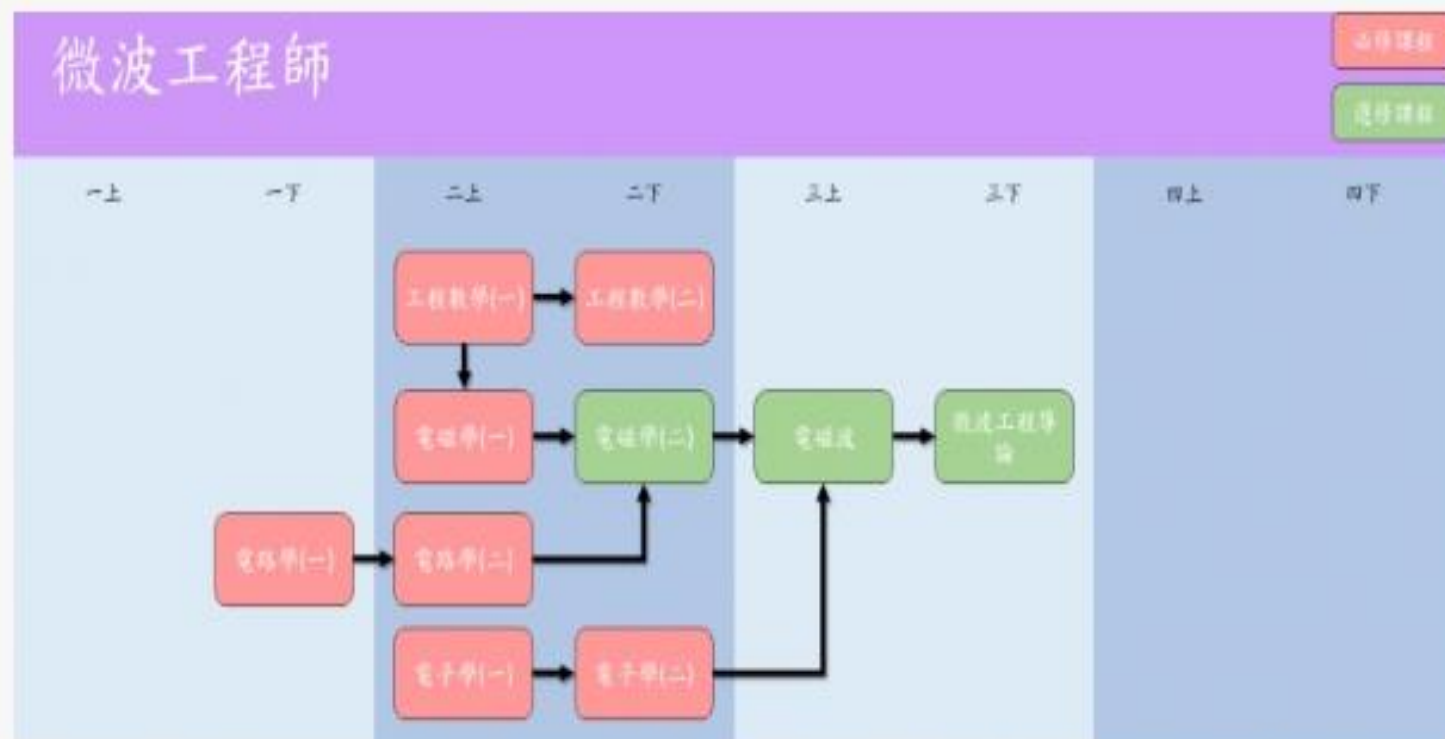 微波工程師
必修課程
選修課程
一上
一下
二上
二下
三上
三下
四上
四下
工程數學(一)
工程數學(二)
電磁學(一)
電磁學(二)
電磁波
微波工程導
論
電路學(一)
電路學(二)
電子學(一)
電子學(二)